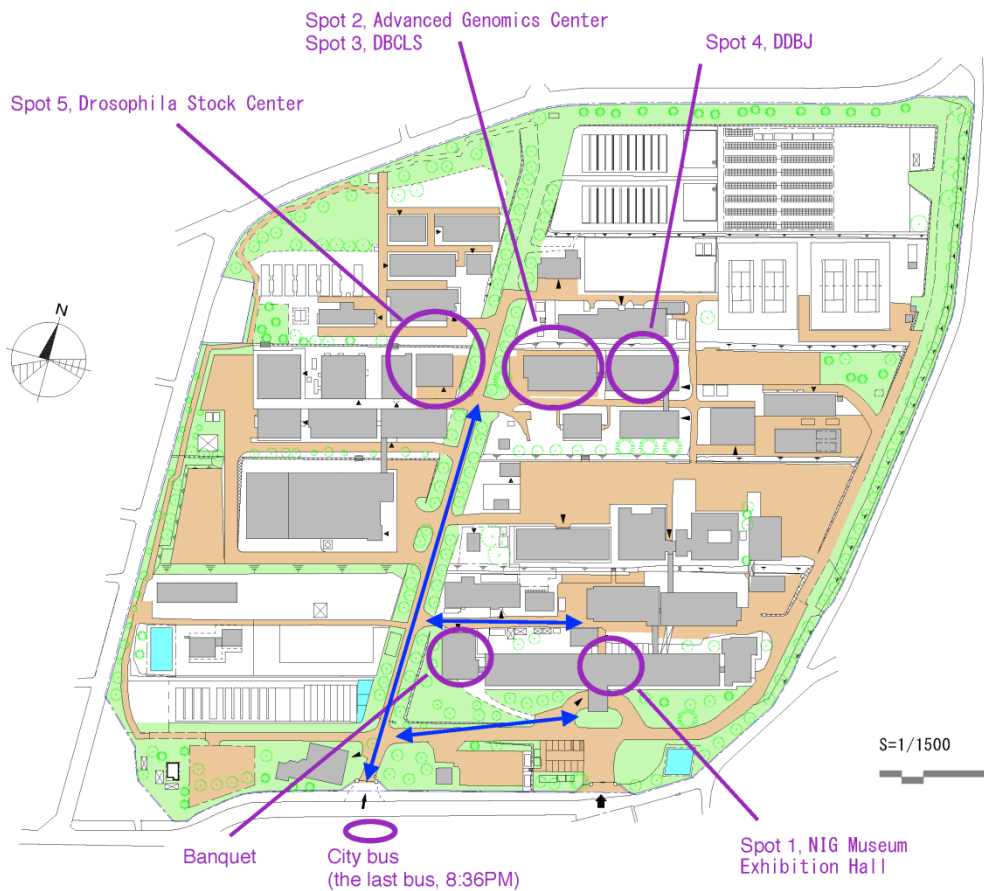 Spot 2, Advanced Genomics Center
Spot 3, DBCLS
Spot 4, DDBJ
Spot 5, Drosophila Stock Center
N
S=1/1500
Banquet
City bus
(the last bus, 8:36PM)
Spot 1, NIG Museum
Exhibition Hall